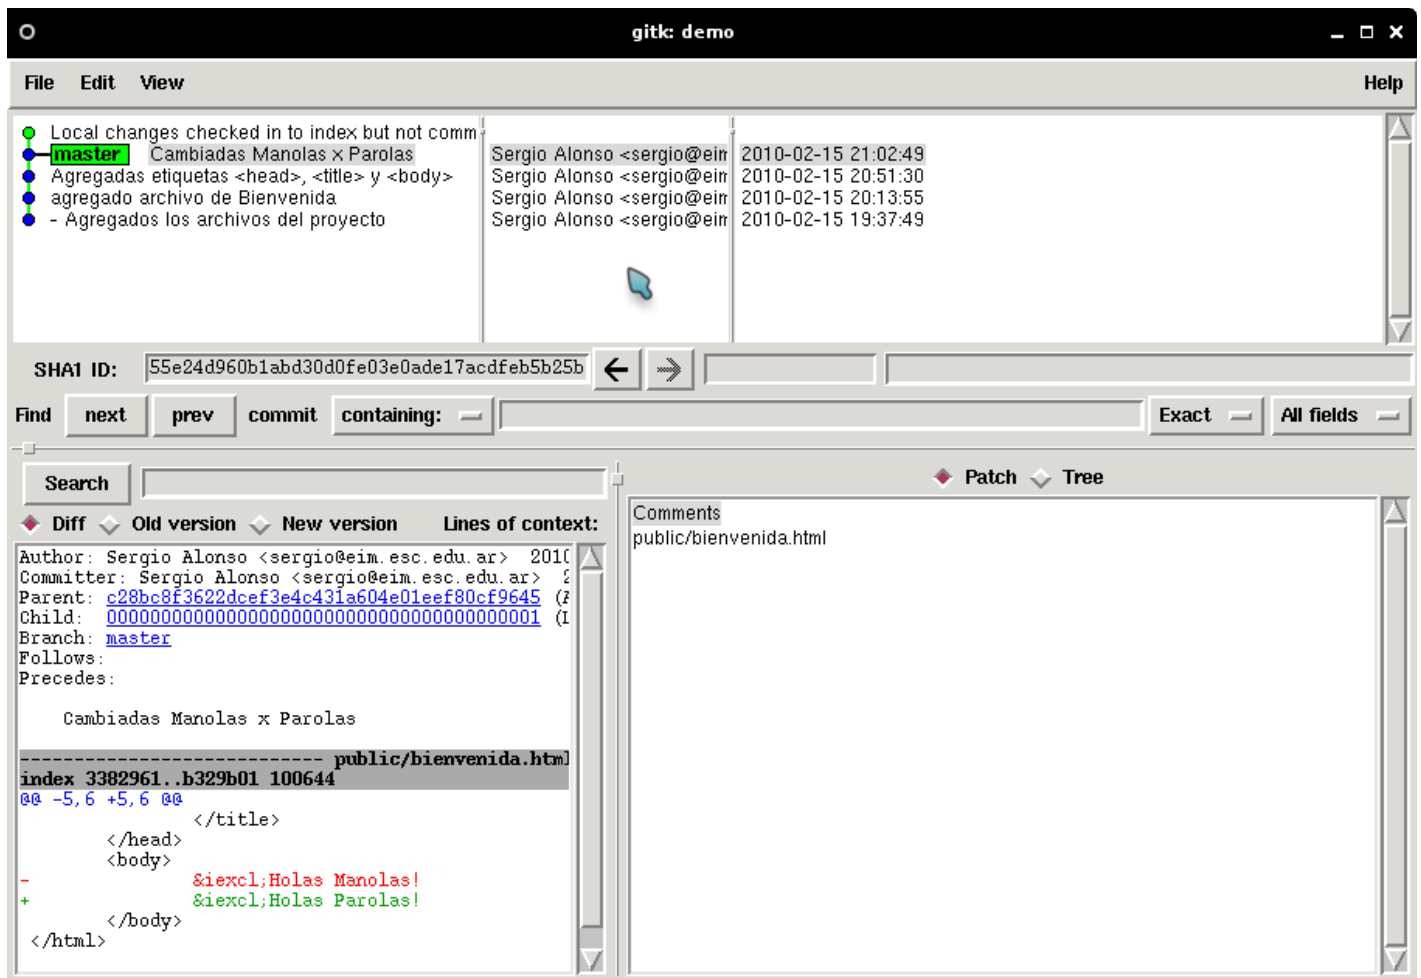 gitk: demo
File Edit View Help
Local changes checked in to index but not comm
master Cambiadas Manolas x Parolas Sergio Alonso <sergio@eim 2010-02-15 21:02:49
Agregadas etiquetas <head>, <title> y <body> Sergio Alonso <sergio@eim 2010-02-15 20:51:30
agregado archivo de Bienvenida Sergio Alonso <sergio@eim 2010-02-15 20:13:55
- Agregados los archivos del proyecto Sergio Alonso <sergio@eim 2010-02-15 19:37:49
SHA1 ID: 55e24d960b1abd30d0fe03e0ade17acdfeb5b25b
Find next prev commit containing: Exact All fields
Search
Patch Tree
Diff Old version New version Lines of context:
Comments
public/bienvenida.html
Author: Sergio Alonso <sergio@eim.esc.edu.ar> 2010
Committer: Sergio Alonso <sergio@eim.esc.edu.ar> 2
Parent: c28bc8f3622dcef3e4c431a604e01eef80cf9645 (A
Child: 0000000000000000000000000000000000000001 (L
Branch: master
Follows:
Precedes:
Cambiadas Manolas x Parolas
---------------------------- public/bienvenida.html
index 3382961..b329b01 100644
@@ -5,6 +5,6 @@
</title>
</head>
<body>
- &iexcl;Holas Manolas!
+ &iexcl;Holas Parolas!
</body>
</html>